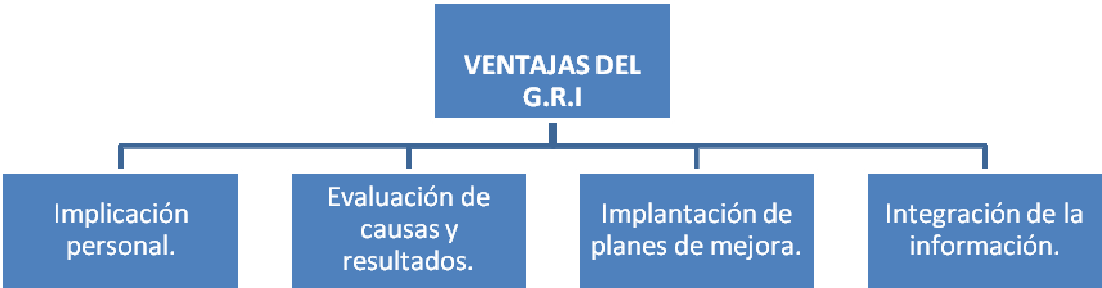 VENTAJAS DEL
G.R.I
Implicación
personal.
Evaluación de
causas y
resultados.
Implantación de
planes de mejora.
Integración de la
información.